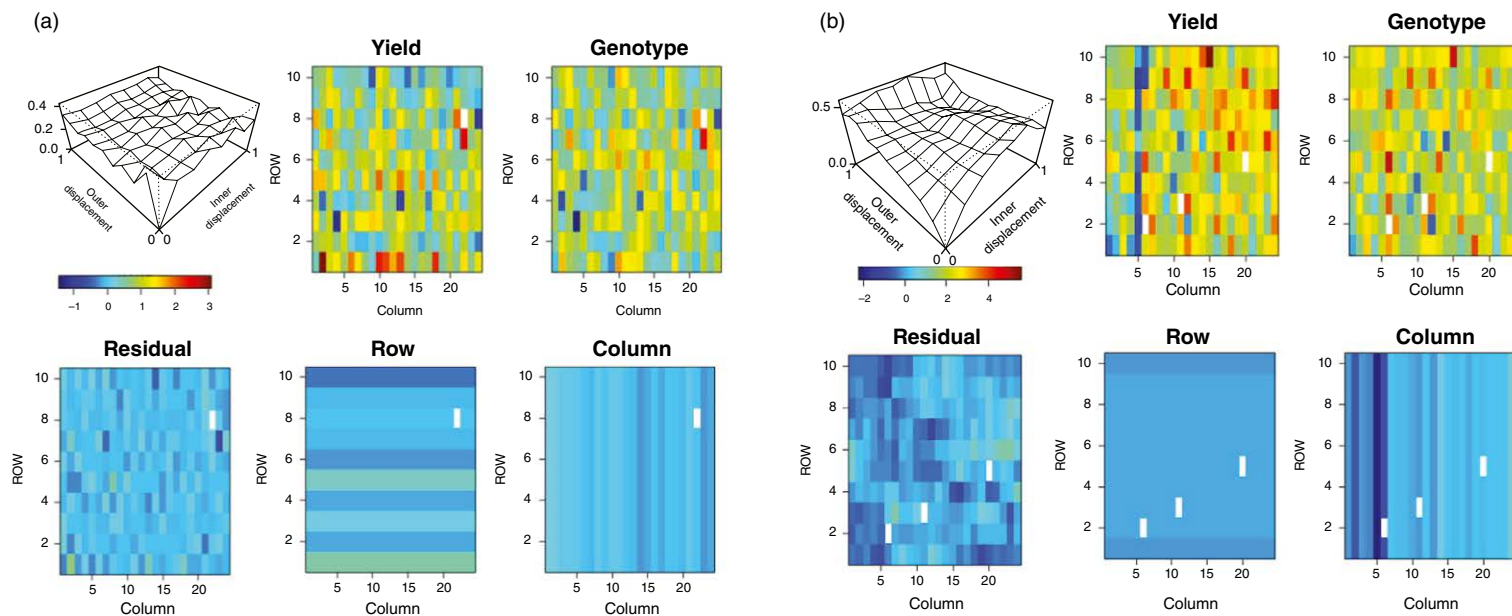 (a)
Yield
Genotype
0.4
0.2
0.0
1
1
Outer
displacement
Inner
displacement
0 0
ROW
10
8
6
4
2
5 10 15 20
Column
ROW
10
8
6
4
2
5 10 15 20
Column
−1 0 1 2 3
Residual
Row
Column
ROW
10
8
6
4
2
5 10 15 20
Column
ROW
10
8
6
4
2
5 10 15 20
Column
ROW
10
8
6
4
2
5 10 15 20
Column
(b)
Yield
Genotype
0.5
0.0
1
1
Outer
displacement
Inner
displacement
0 0
ROW
10
8
6
4
2
5 10 15 20
Column
ROW
10
8
6
4
2
5 10 15 20
Column
−2 0 2 4
Residual
Row
Column
ROW
10
8
6
4
2
5 10 15 20
Column
ROW
10
8
6
4
2
5 10 15 20
Column
ROW
10
8
6
4
2
5 10 15 20
Column